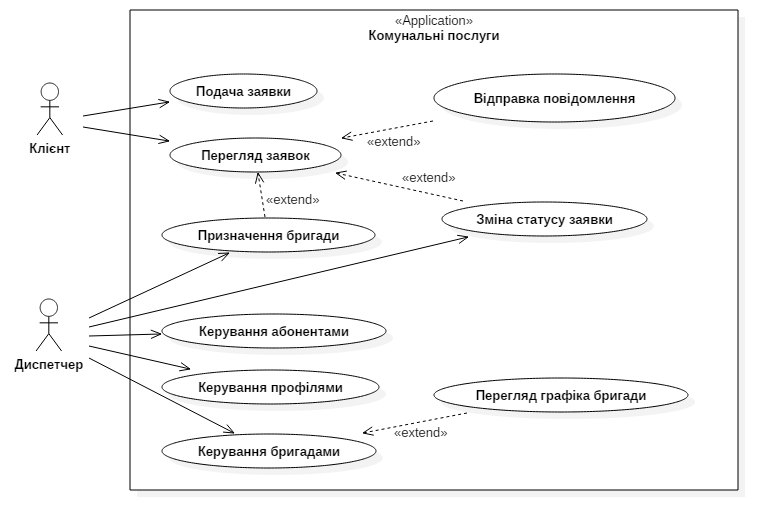 «Application»
Комунальні послуги
Подача заявки
Відправка повідомлення
Клієнт
«extend»
Перегляд заявок
«extend»
«extend»
Зміна статусу заявки
Призначення бригади
Керування абонентами
Диспетчер
Керування профілями
Перегляд графіка бригади
«extend»
Керування бригадами